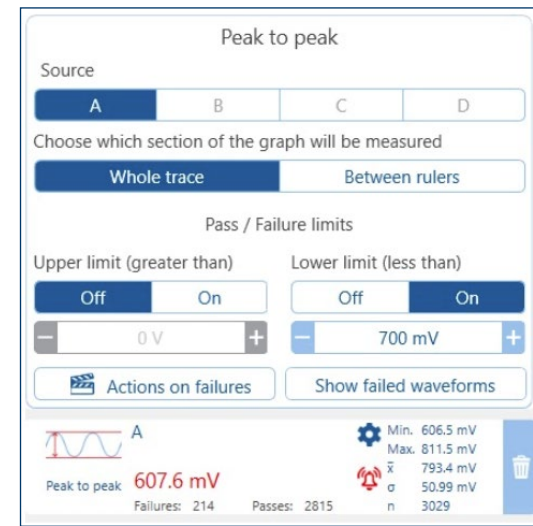 Peak to peak
Source
A B C D
Choose which section of the graph will be measured
Whole trace Between rulers
Pass / Failure limits
Upper limit (greater than) Lower limit (less than)
Off On Off On
− 0 V + − 700 mV +
Actions on failures Show failed waveforms
A Min. 606.5 mV
Max. 811.5 mV
Peak to peak 607.6 mV x̄ 793.4 mV
σ 50.99 mV
Failures: 214 Passes: 2815 n 3029